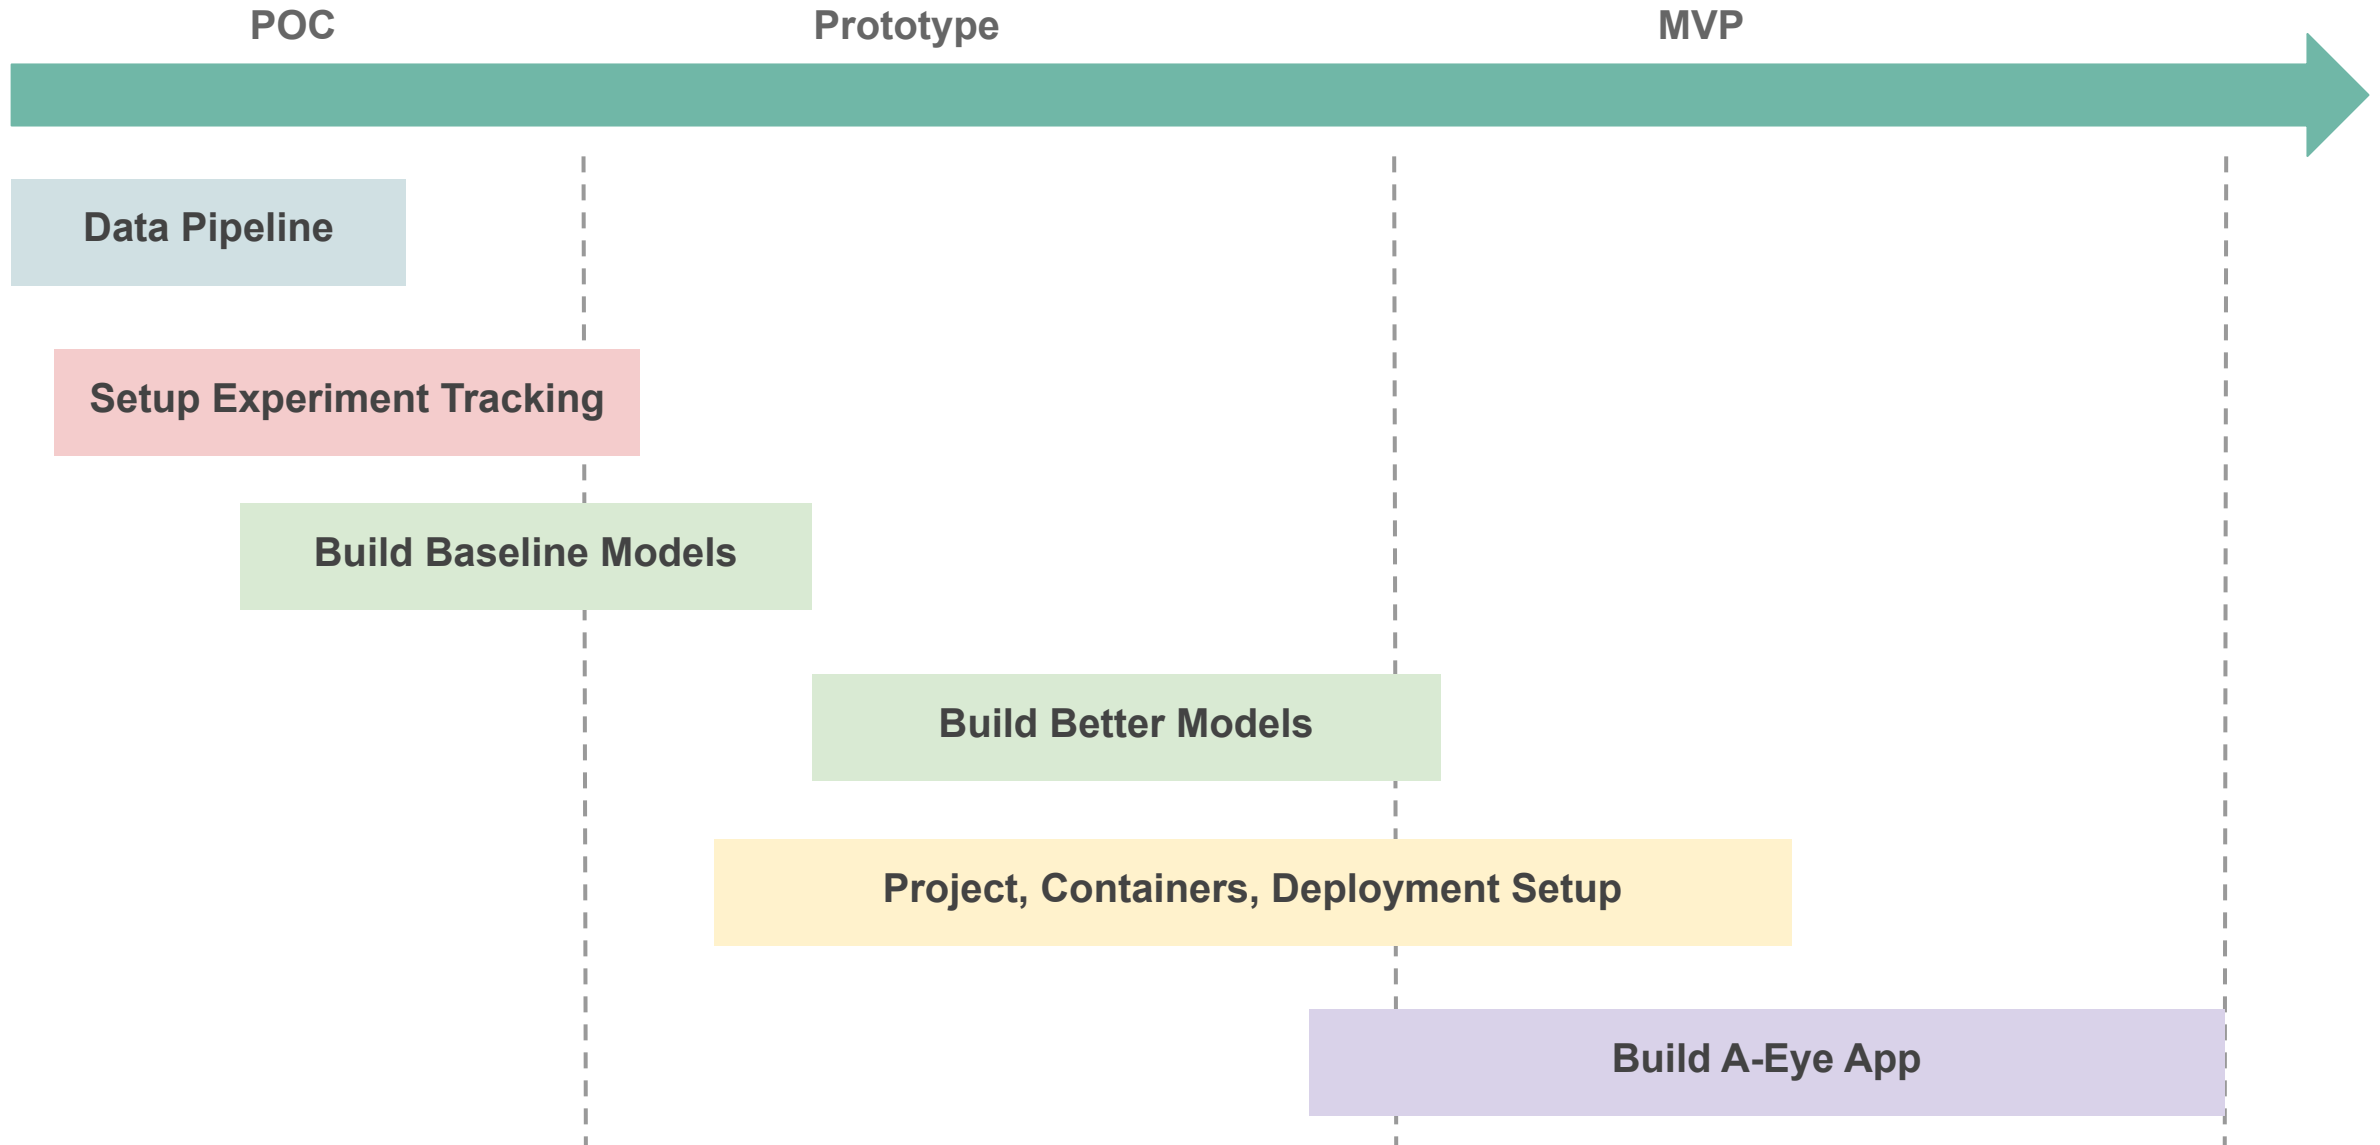 POC
Prototype
MVP
Data Pipeline
Setup Experiment Tracking
Build Baseline Models
Build Better Models
Project, Containers, Deployment Setup
Build A-Eye App